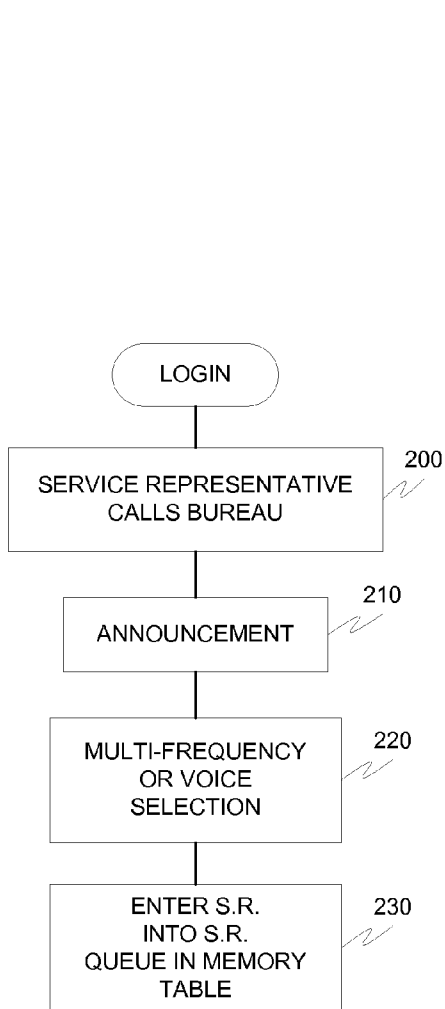 LOGIN
SERVICE REPRESENTATIVE
CALLS BUREAU
200
ANNOUNCEMENT
210
MULTI-FREQUENCY
OR VOICE
SELECTION
220
ENTER S.R.
INTO S.R.
QUEUE IN MEMORY
TABLE
230